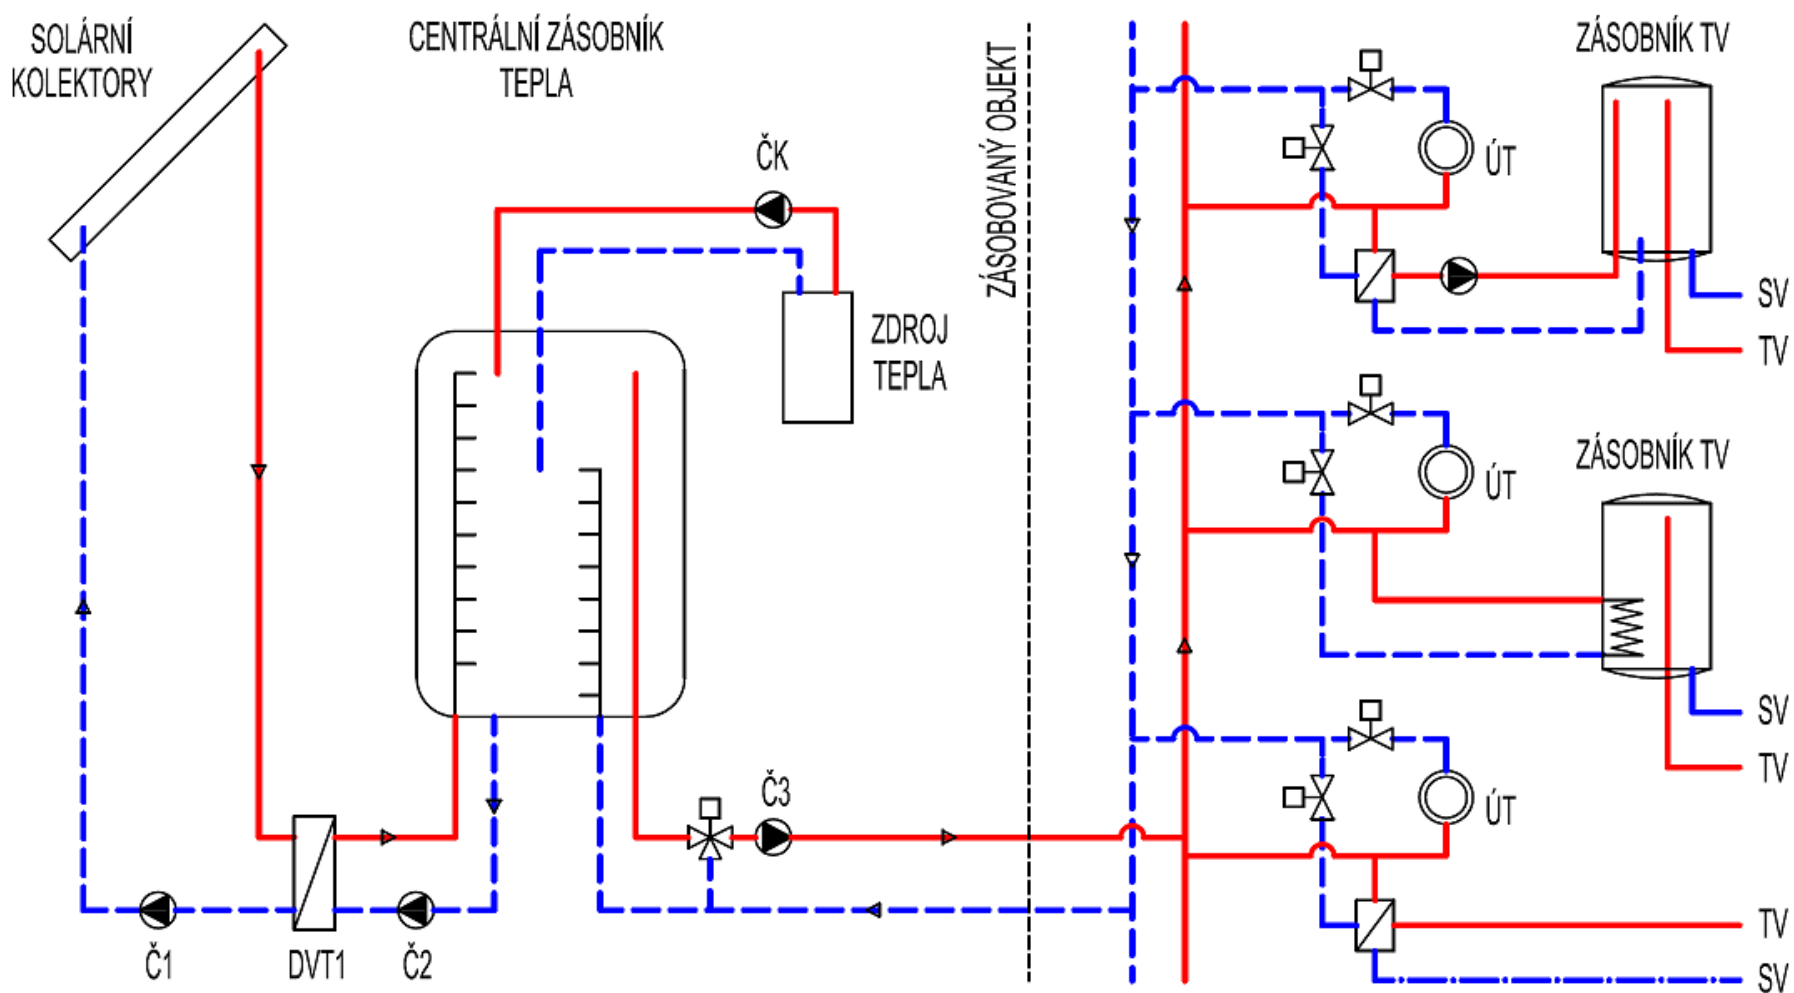 SOLÁRNÍ
KOLEKTORY
CENTRÁLNÍ ZÁSOBNÍK
TEPLA
ČK
ZDROJ
TEPLA
ZÁSOBOVANÝ OBJEKT
ZÁSOBNÍK TV
ÚT
SV
TV
ZÁSOBNÍK TV
ÚT
SV
TV
ÚT
TV
SV
Č3
Č1
DVT1
Č2